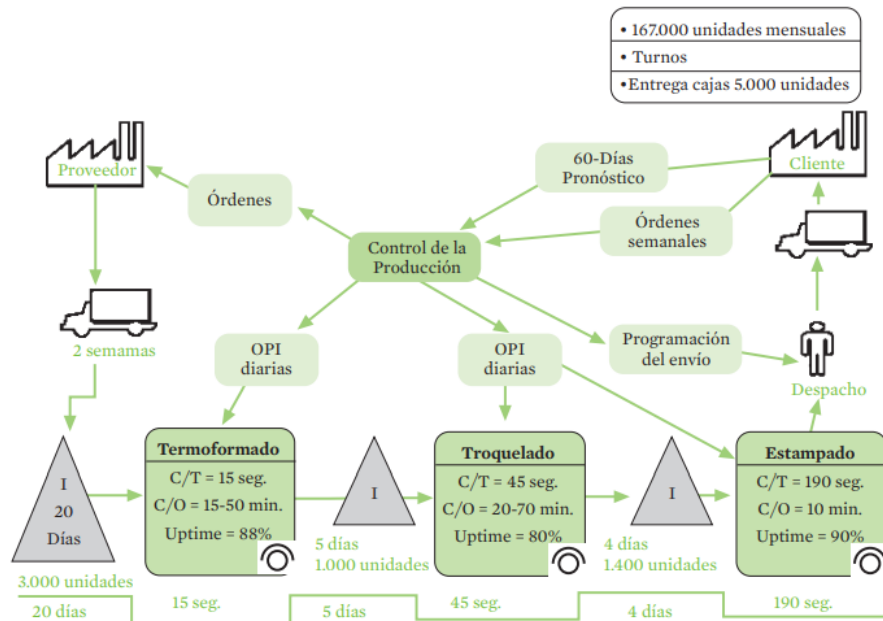 • 167.000 unidades mensuales
• Turnos
•Entrega cajas 5.000 unidades
Proveedor
Cliente
60-Días
Pronóstico
Órdenes
Órdenes
semanales
Control de la
Producción
2 semamas
OPI
diarias
OPI
diarias
Programación
del envío
Despacho
I
20
Días
3.000 unidades
Termoformado
C/T = 15 seg.
C/O = 15-50 min.
Uptime = 88%
I
5 días
1.000 unidades
Troquelado
C/T = 45 seg.
C/O = 20-70 min.
Uptime = 80%
I
4 días
1.400 unidades
Estampado
C/T = 190 seg.
C/O = 10 min.
Uptime = 90%
20 días
15 seg.
5 días
45 seg.
4 días
190 seg.